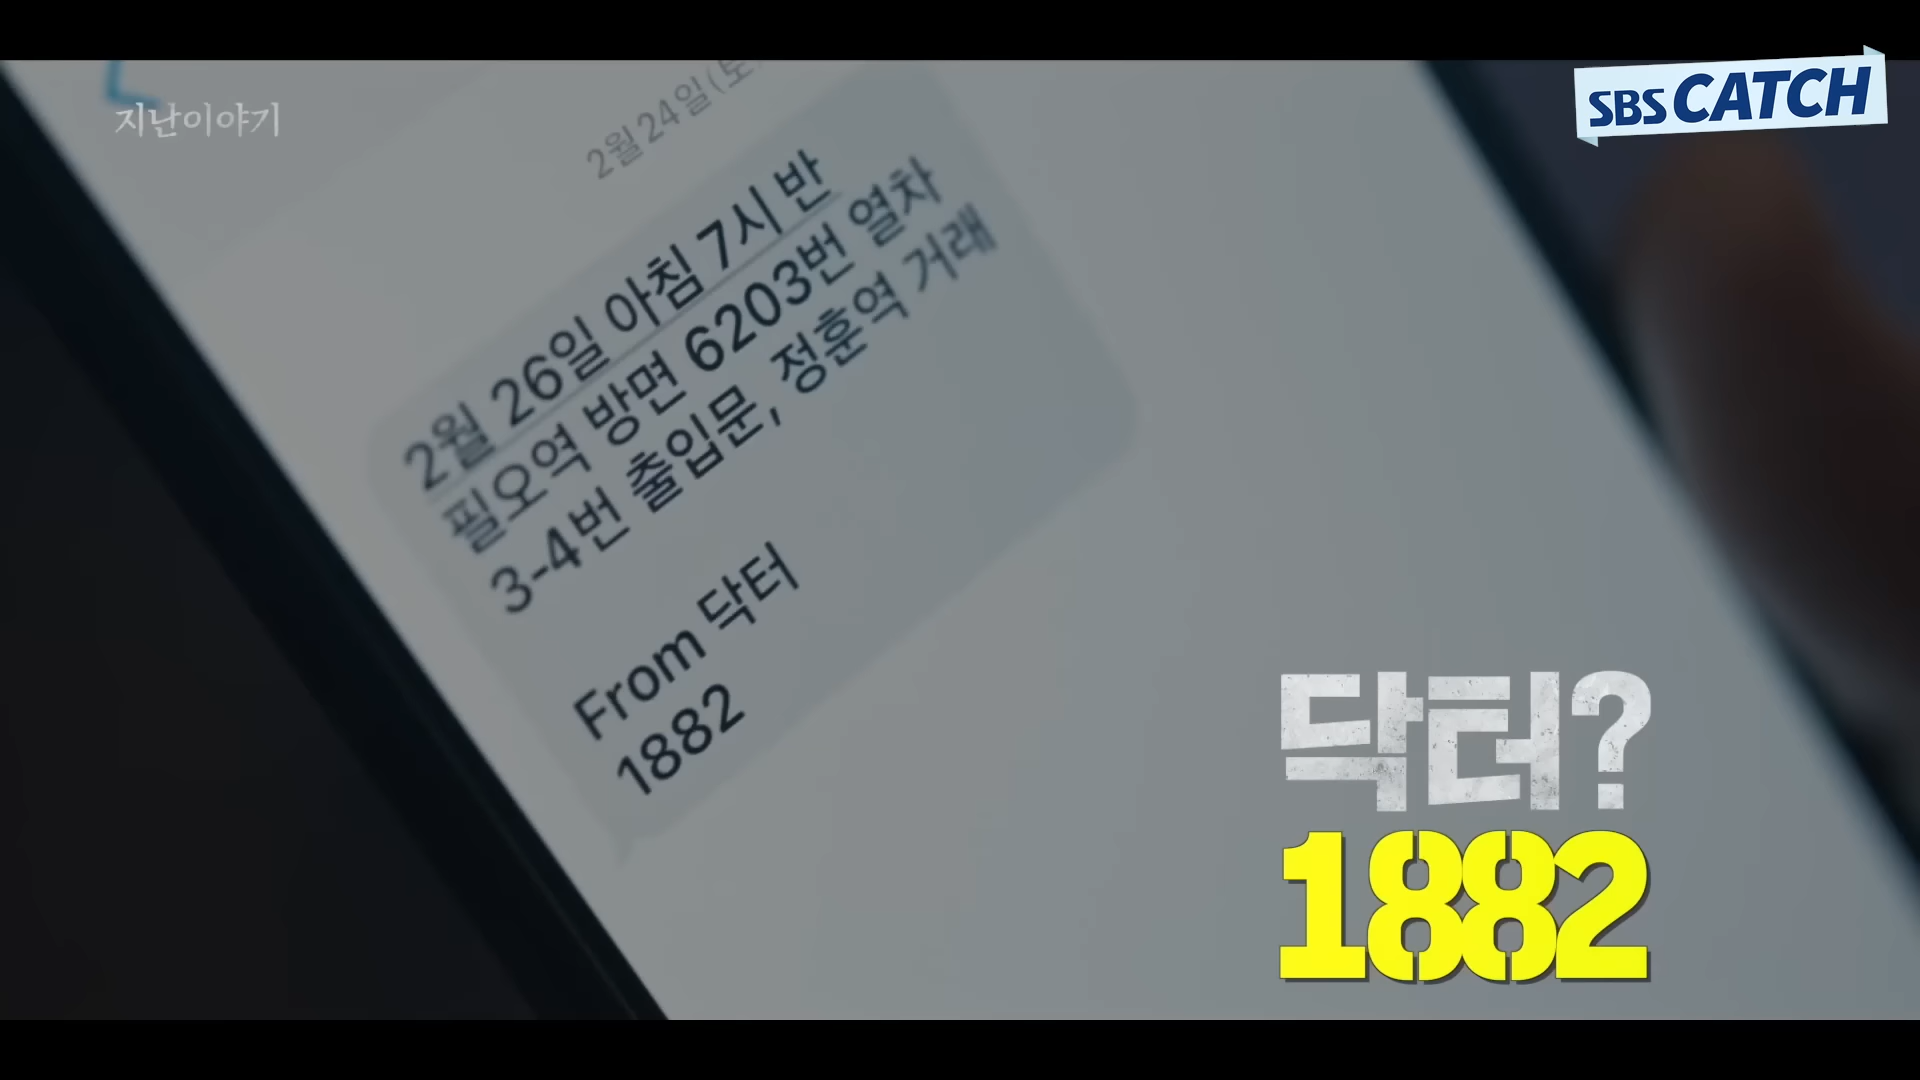 지난이야기
SBS CATCH
2월 24일(토)
2월 26일 아침 7시 반
필오역 방면 6203번 열차
3-4번 출입문, 정훈역 거래
From 닥터
1882
닥터?
1882